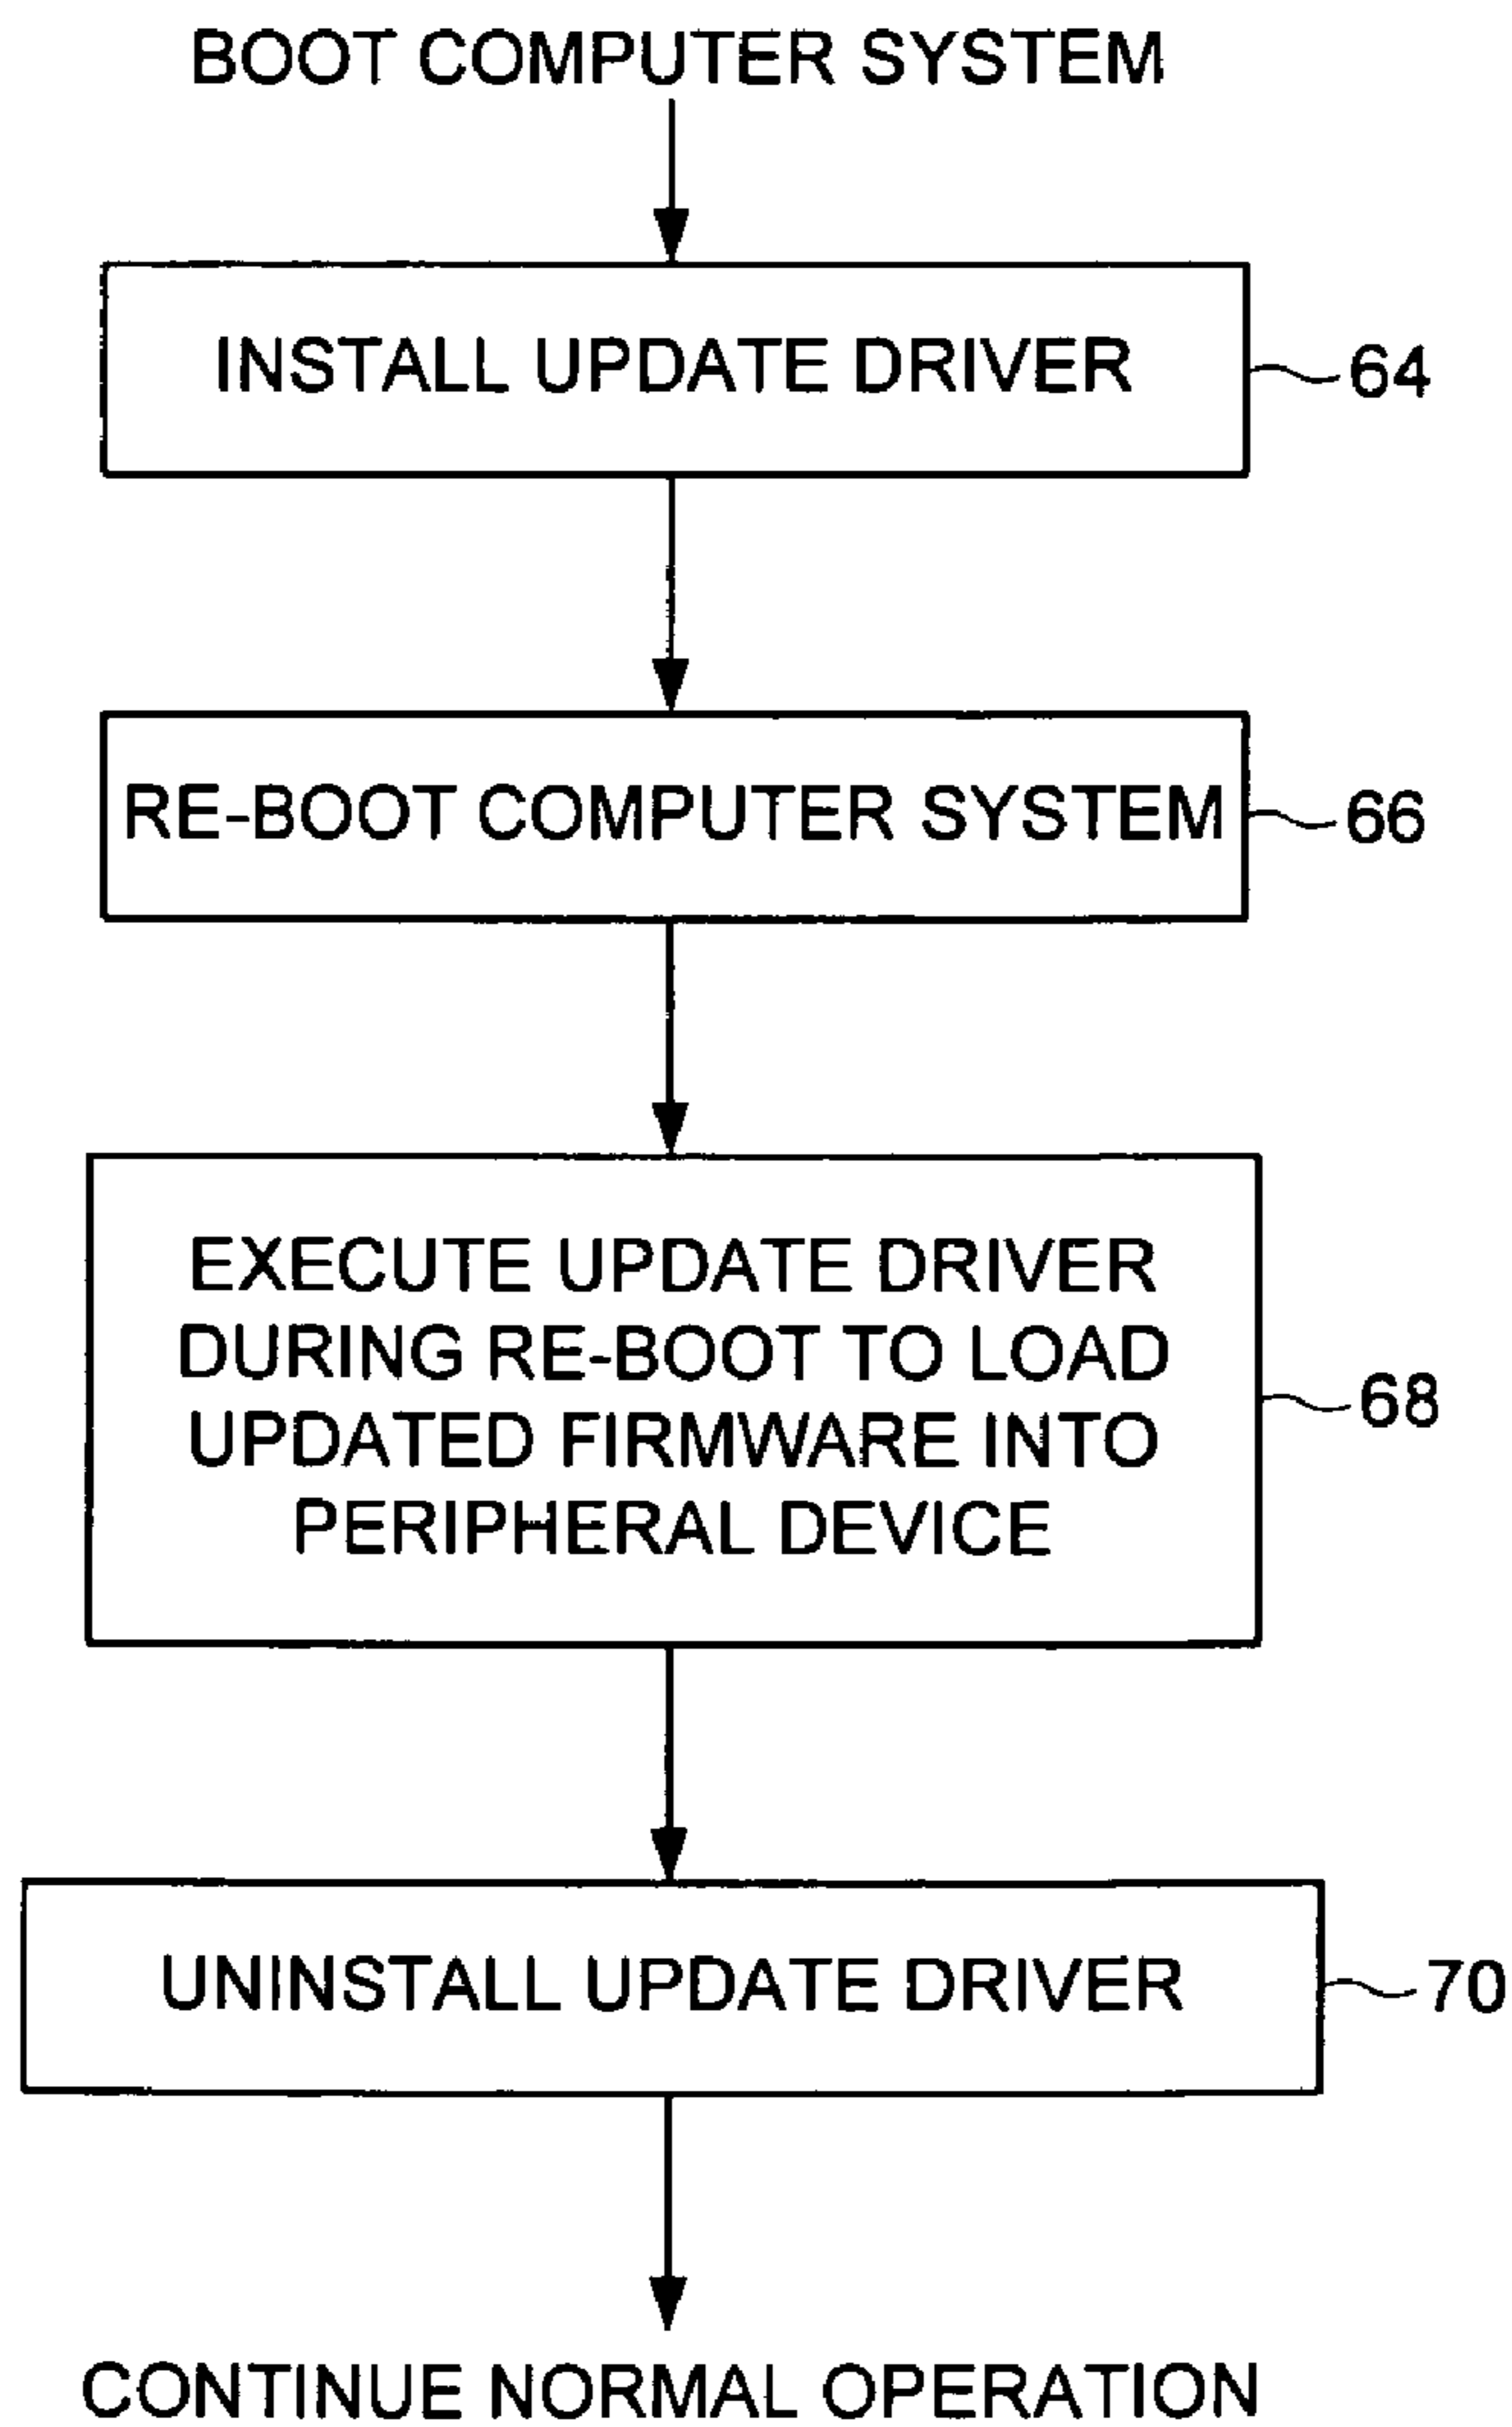 BOOT COMPUTER SYSTEM
INSTALL UPDATE DRIVER
64
RE-BOOT COMPUTER SYSTEM
66
EXECUTE UPDATE DRIVER
DURING RE-BOOT TO LOAD
UPDATED FIRMWARE INTO
PERIPHERAL DEVICE
68
UNINSTALL UPDATE DRIVER
70
CONTINUE NORMAL OPERATION